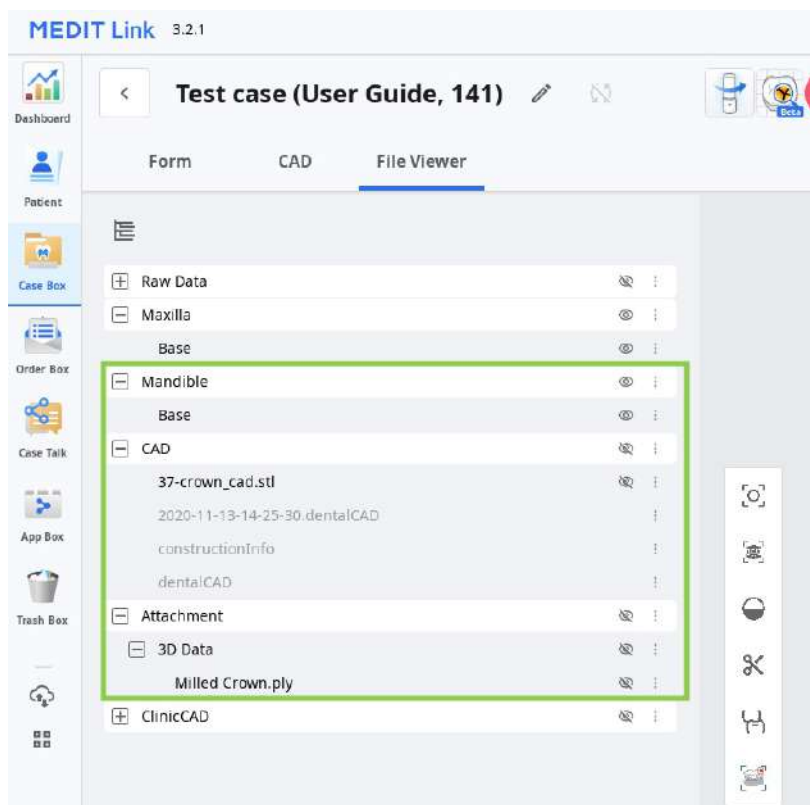 MEDIT Link 3.2.1
Dashboard
Patient
Case Box
Order Box
Case Talk
App Box
Trash Box
Test case (User Guide, 141)
Beta
Form CAD File Viewer
Raw Data
Maxilla
Base
Mandible
Base
CAD
37-crown_cad.stl
2020-11-13-14-25-30.dentalCAD
constructionInfo
dentalCAD
Attachment
3D Data
Milled Crown.ply
ClinicCAD